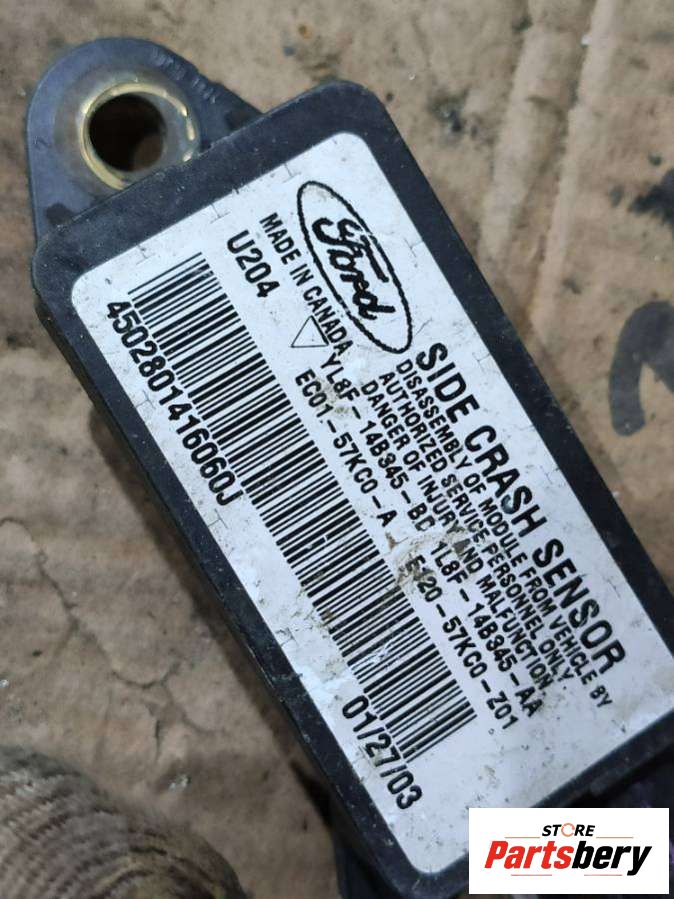 Ford
SIDE CRASH SENSOR
DISASSEMBLY OF MODULE FROM VEHICLE BY
AUTHORIZED SERVICE PERSONNEL ONLY.
DANGER OF INJURY AND MALFUNCTION.
MADE IN CANADA YL8F-14B345-BC 1L8F-14B345-AA
U204 EC01-57KC0-A E420-57KC0-Z01
4502801416060J 01/27/03
STORE
Partsbery